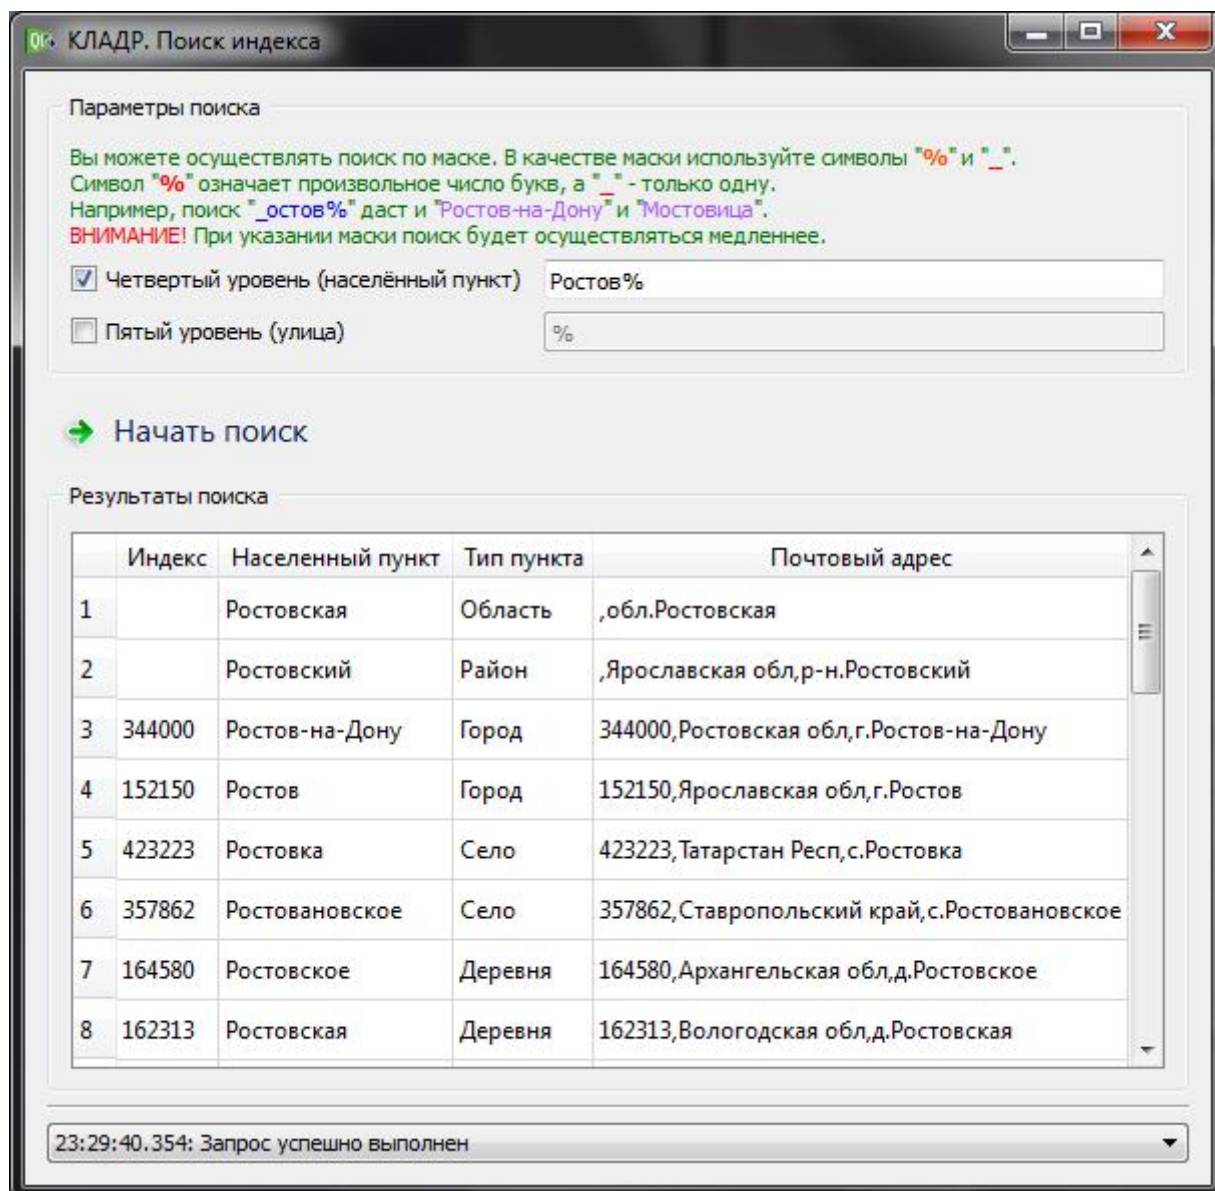 КЛАДР. Поиск индекса
Параметры поиска
Вы можете осуществлять поиск по маске. В качестве маски используйте символы "%" и "_".
Символ "%" означает произвольное число букв, а "_" - только одну.
Например, поиск "_остов%" даст и "Ростов-на-Дону" и "Мостовица".
ВНИМАНИЕ! При указании маски поиск будет осуществляться медленнее.
Четвертый уровень (населённый пункт) Ростов%
Пятый уровень (улица) %
Начать поиск
Результаты поиска
Индекс Населенный пункт Тип пункта Почтовый адрес
1 Ростовская Область ,обл.Ростовская
2 Ростовский Район ,Ярославская обл,р-н.Ростовский
3 344000 Ростов-на-Дону Город 344000,Ростовская обл,г.Ростов-на-Дону
4 152150 Ростов Город 152150,Ярославская обл,г.Ростов
5 423223 Ростовка Село 423223,Татарстан Респ,с.Ростовка
6 357862 Ростовановское Село 357862,Ставропольский край,с.Ростовановское
7 164580 Ростовское Деревня 164580,Архангельская обл,д.Ростовское
8 162313 Ростовская Деревня 162313,Вологодская обл,д.Ростовская
23:29:40.354: Запрос успешно выполнен